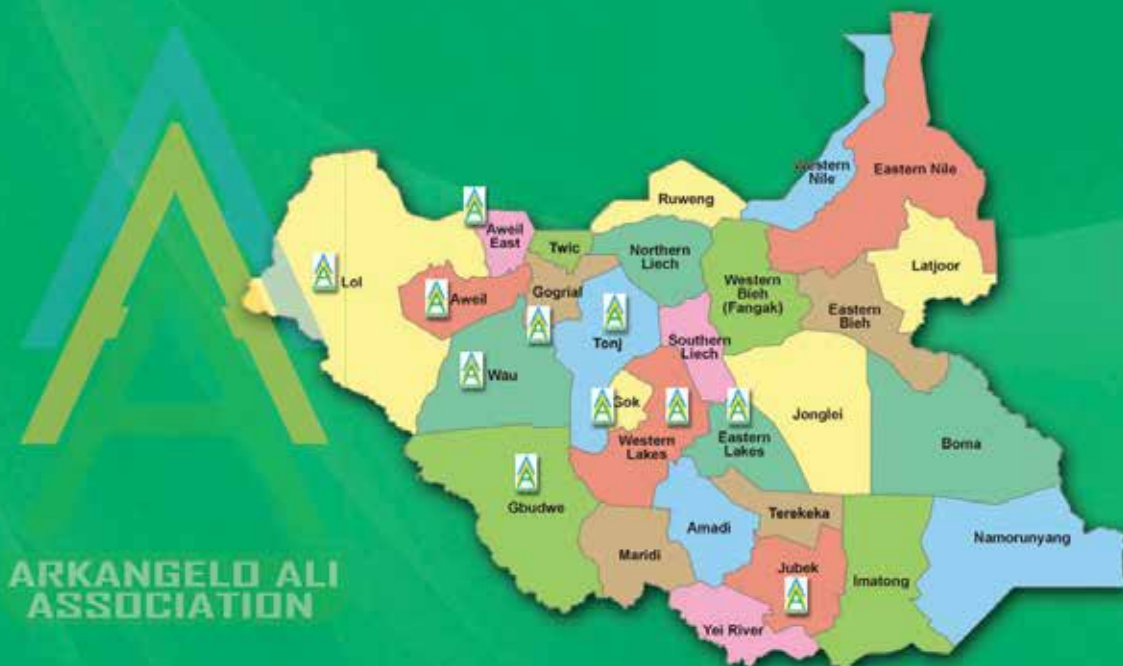 Western
Nile
Eastern Nile
Ruweng
Aweil
East
Twic
Northern
Liech
Latjoor
Lol
Aweil
Gogrial
Western
Bieh
(Fangak)
Eastern
Bieh
Tonj
Southern
Liech
Wau
Gok
Jonglei
Western
Lakes
Eastern
Lakes
Boma
Gbudwe
Terekeka
Amadi
Namorunyang
Maridi
Jubek
Imatong
Yei River
ARKANGELO ALI
ASSOCIATION